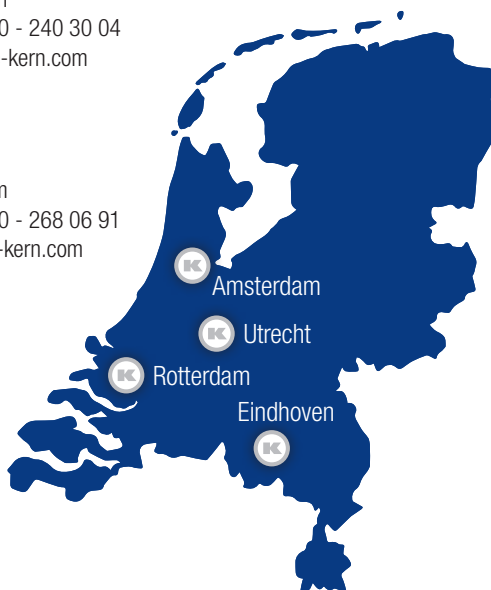 0 - 240 30 04
-kern.com
0 - 268 06 91
-kern.com
K
Amsterdam
K
Utrecht
K
Rotterdam
Eindhoven
K